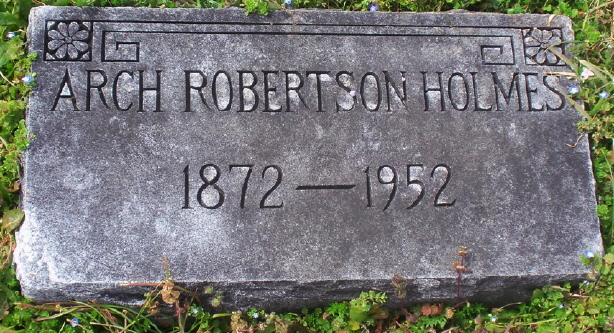 ARCH ROBERTSON HOLMES
1872 — 1952